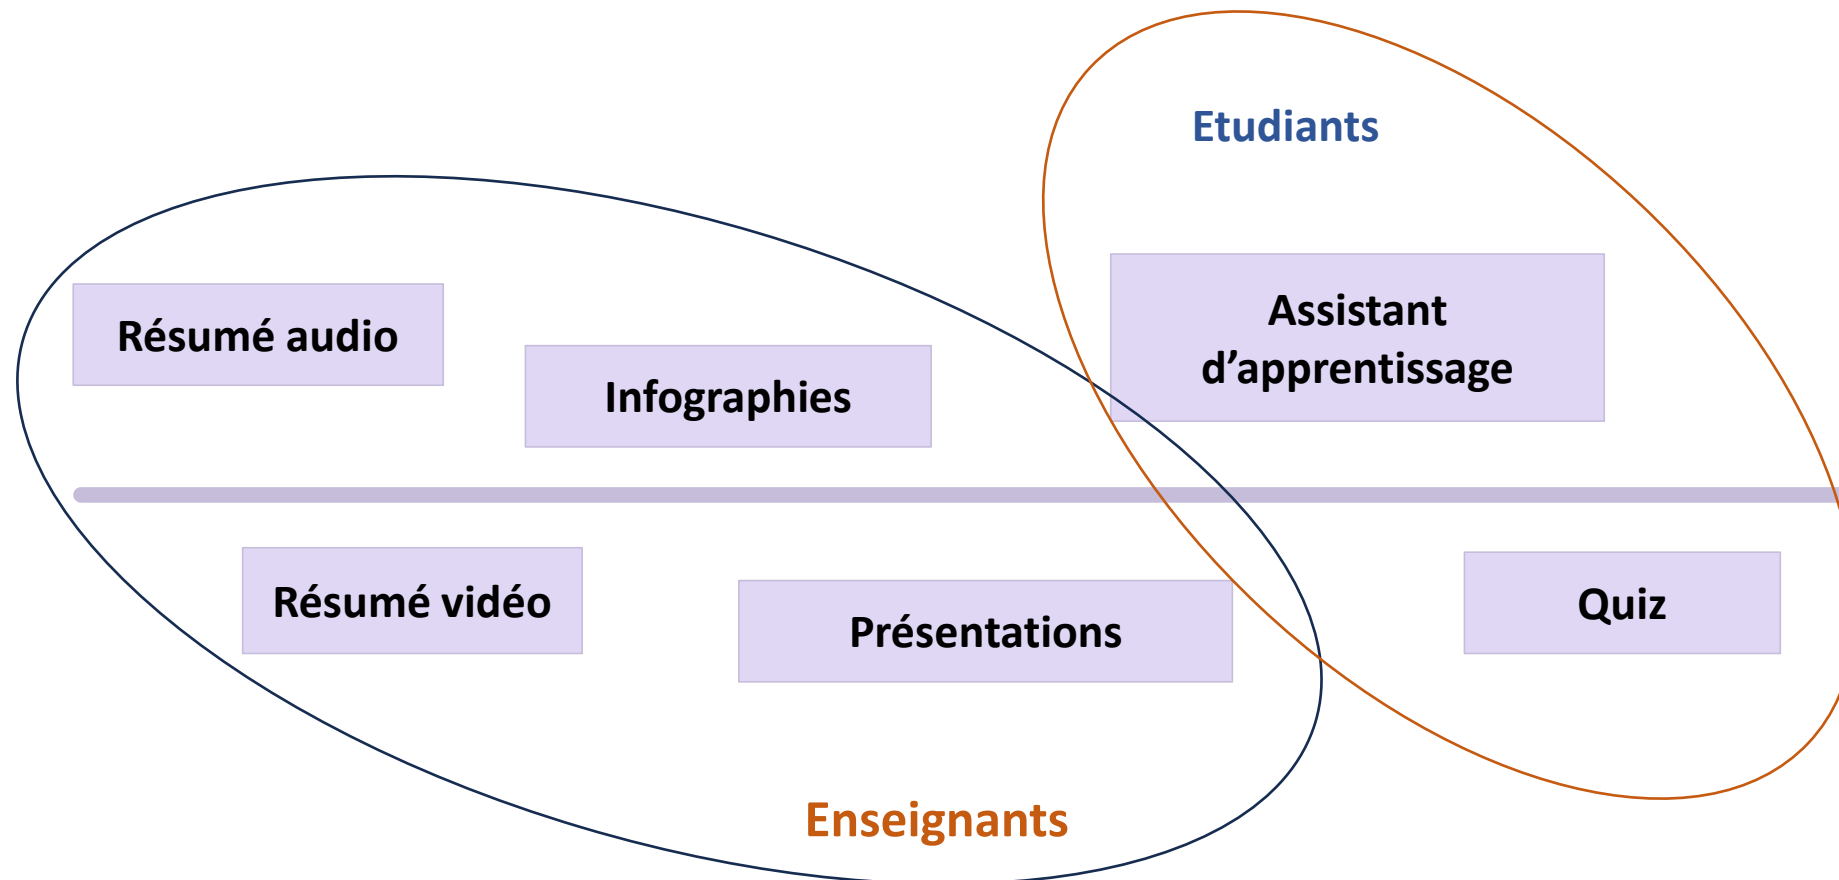 Etudiants
Résumé audio
Infographies
Assistant
d’apprentissage
Résumé vidéo
Présentations
Quiz
Enseignants